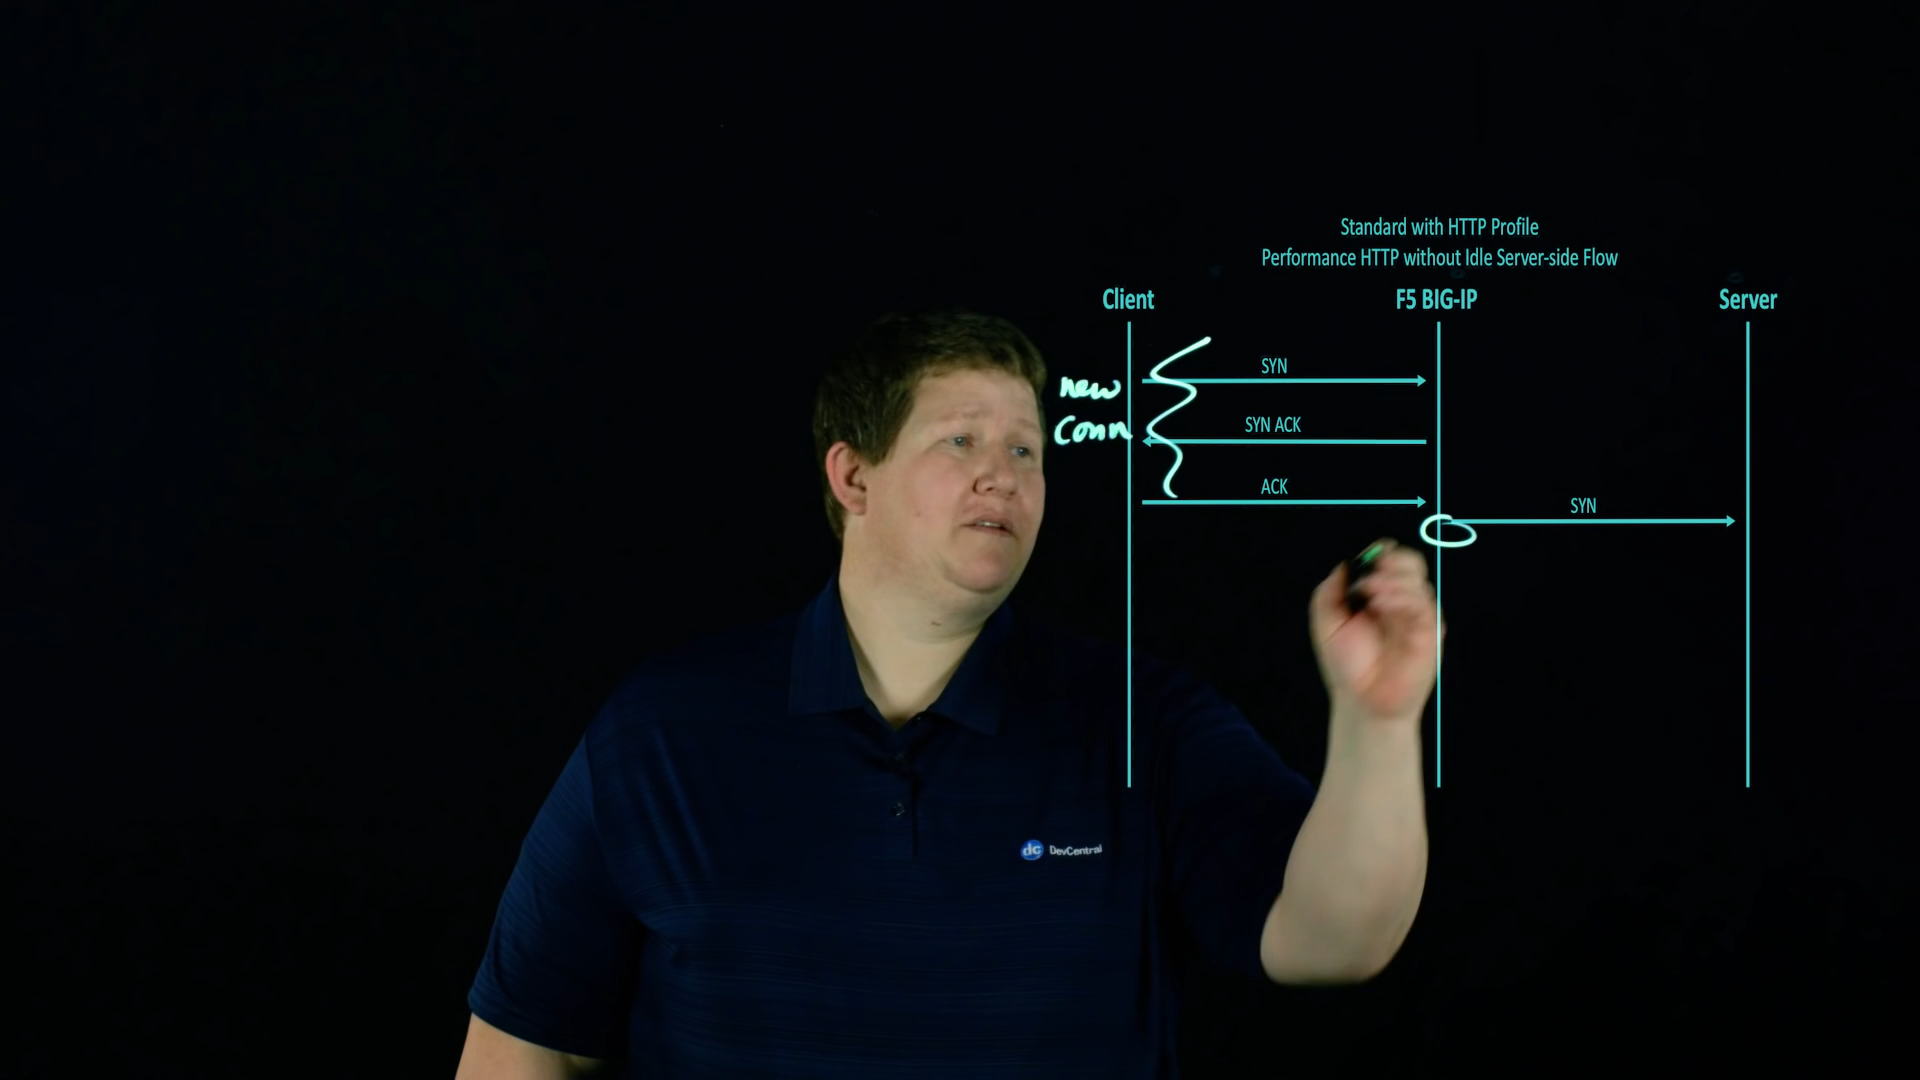 Standard with HTTP Profile
Performance HTTP without Idle Server-side Flow
Client F5 BIG-IP Server
SYN
new
Conn
SYN ACK
ACK
SYN
dc DevCentral